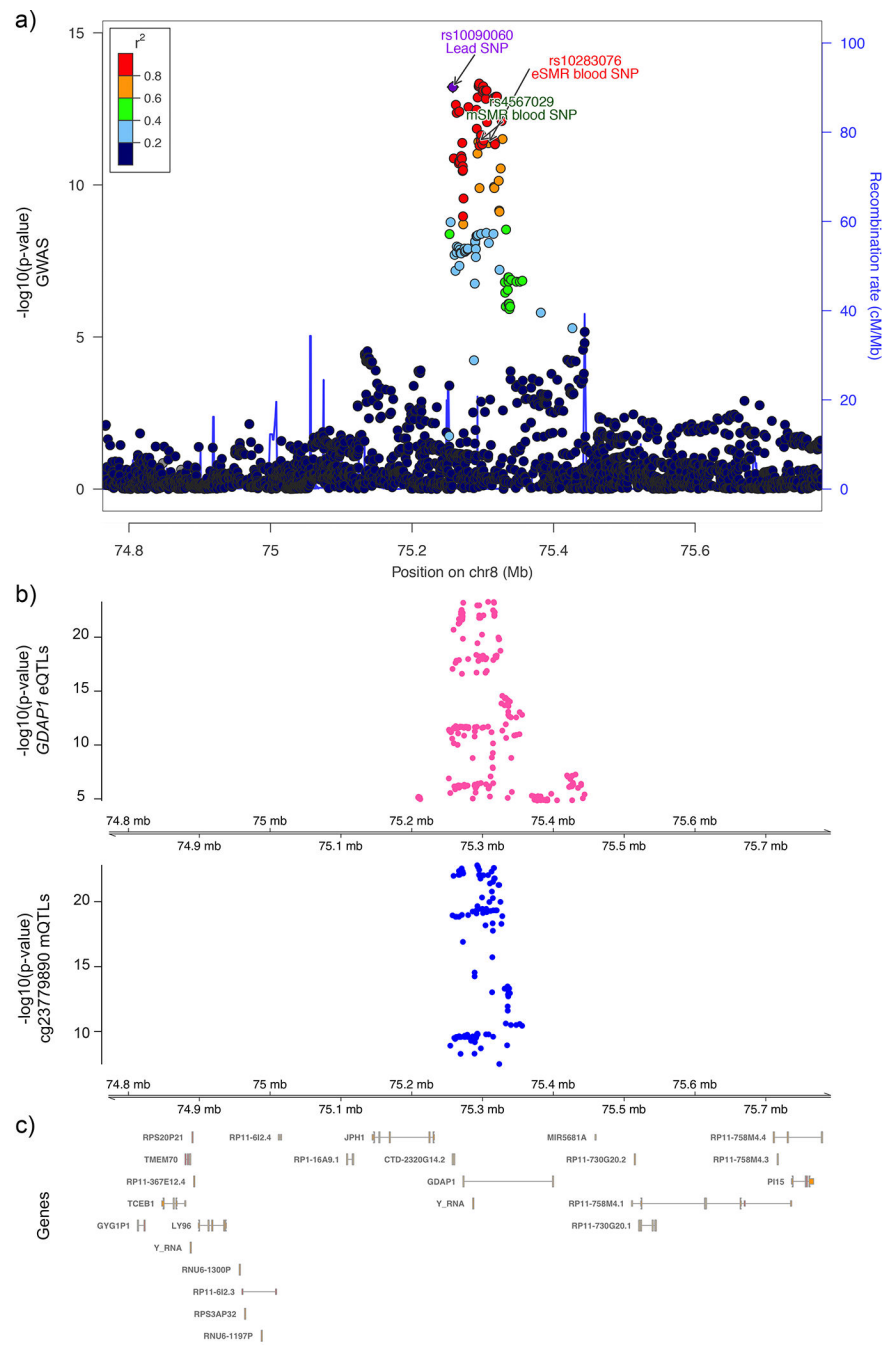 a)
r2
0.8
0.6
0.4
0.2
rs10090060
Lead SNP
rs10283076
eSMR blood SNP
rs4567029
mSMR blood SNP
15
10
5
0
-log10(p-value)
GWAS
100
80
60
40
20
0
Recombination rate (cM/Mb)
74.8 75 75.2 75.4 75.6
Position on chr8 (Mb)
b)
-log10(p-value)
GDAP1 eQTLs
20
15
10
5
74.8 mb 75 mb 75.2 mb 75.4 mb 75.6 mb
74.9 mb 75.1 mb 75.3 mb 75.5 mb 75.7 mb
-log10(p-value)
cg23779890 mQTLs
20
15
10
74.8 mb 75 mb 75.2 mb 75.4 mb 75.6 mb
74.9 mb 75.1 mb 75.3 mb 75.5 mb 75.7 mb
c)
Genes
RPS20P21 RP11-6I2.4 JPH1 MIR5681A RP11-758M4.4
TMEM70 RP1-16A9.1 CTD-2320G14.2 RP11-730G20.2 RP11-758M4.3
RP11-367E12.4 GDAP1 PI15
TCEB1 Y_RNA RP11-758M4.1
GYG1P1 LY96 RP11-730G20.1
Y_RNA
RNU6-1300P
RP11-6I2.3
RPS3AP32
RNU6-1197P